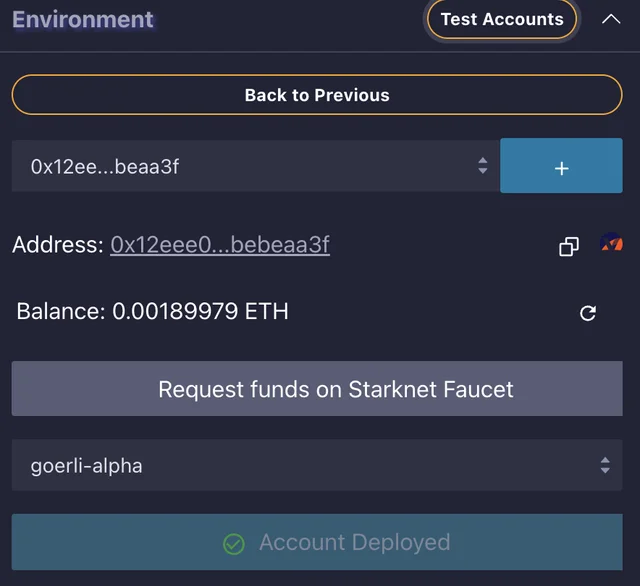 Environment
Test Accounts
Back to Previous
0x12ee...beaa3f
+
Address: 0x12eee0...bebeaa3f
Balance: 0.00189979 ETH
Request funds on Starknet Faucet
goerli-alpha
Account Deployed